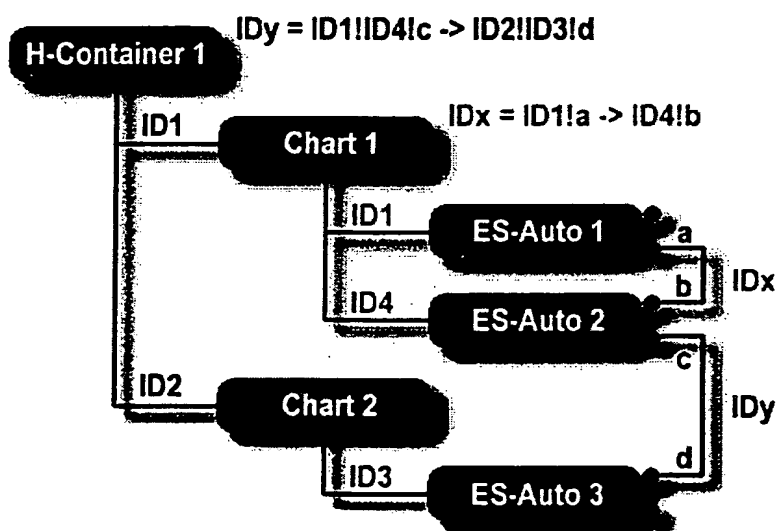 IDy = ID1!ID4!c -> ID2!ID3!d
H-Container 1
IDx = ID1!a -> ID4!b
ID1
Chart 1
ID1
ES-Auto 1
a
IDx
b
ID4
ES-Auto 2
c
ID2
Chart 2
IDy
d
ID3
ES-Auto 3